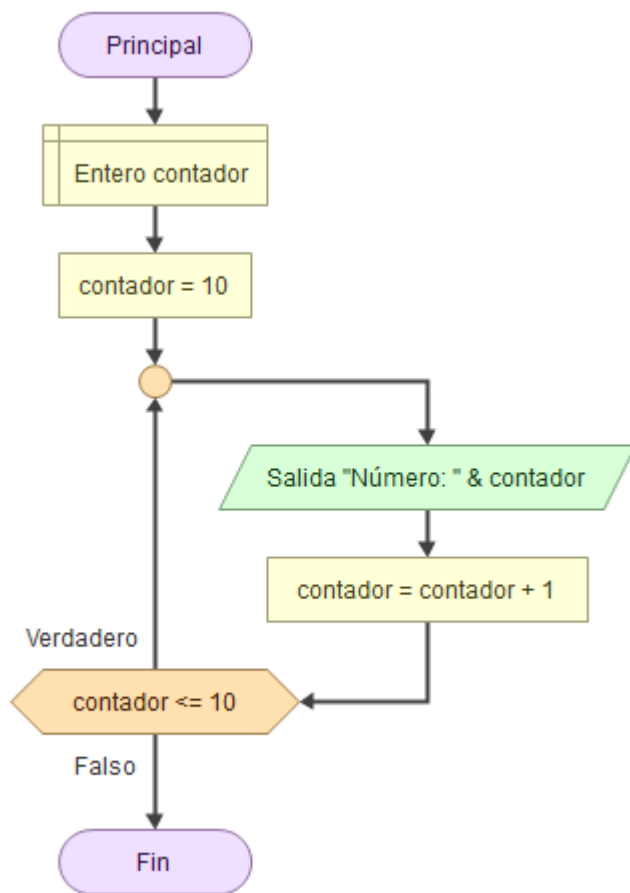 Principal
Entero contador
contador = 10
Salida "Número: " & contador
contador = contador + 1
Verdadero
contador <= 10
Falso
Fin